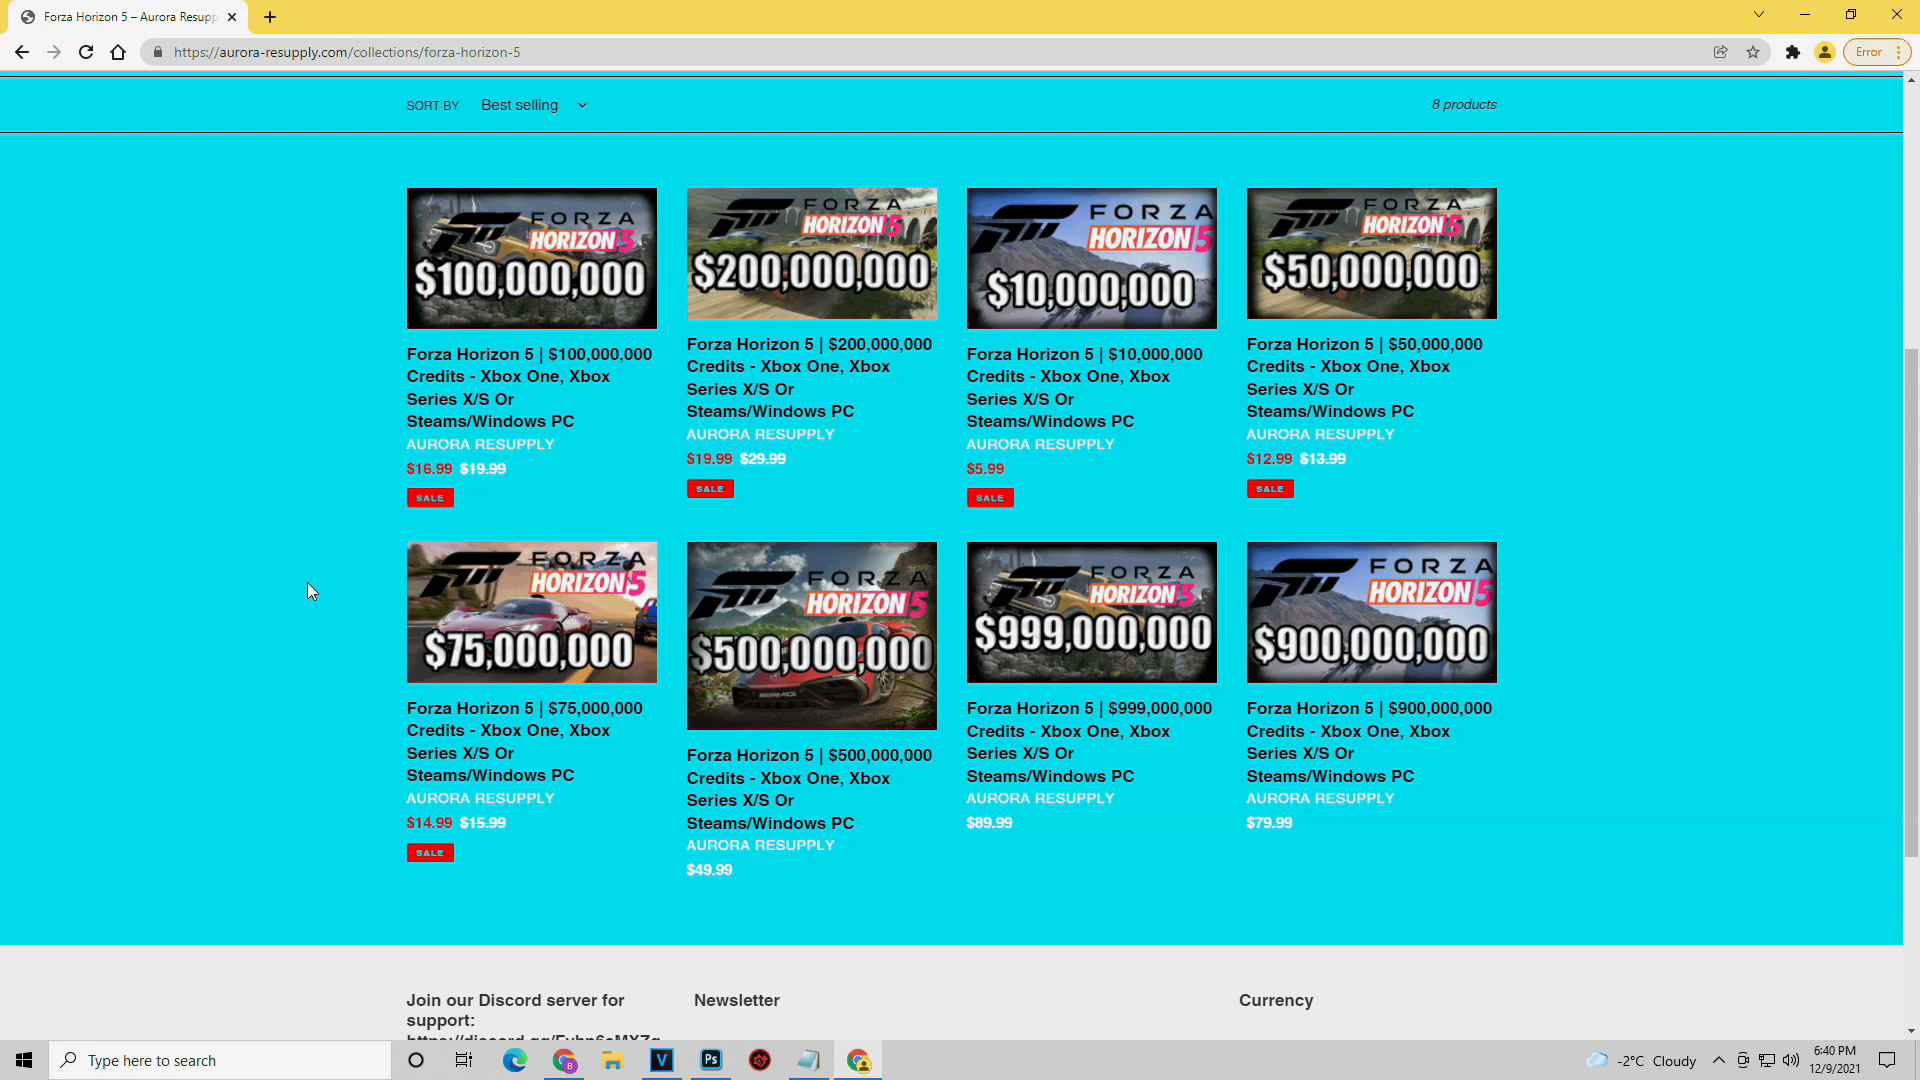 Forza Horizon 5 – Aurora Resupp
https://aurora-resupply.com/collections/forza-horizon-5
Error
SORT BY Best selling
8 products
FORZA
HORIZON 5
$100,000,000
FORZA
HORIZON 5
$200,000,000
FORZA
HORIZON 5
$10,000,000
FORZA
HORIZON 5
$50,000,000
Forza Horizon 5 | $100,000,000
Credits - Xbox One, Xbox
Series X/S Or
Steams/Windows PC
AURORA RESUPPLY
$16.99 $19.99
SALE
Forza Horizon 5 | $200,000,000
Credits - Xbox One, Xbox
Series X/S Or
Steams/Windows PC
AURORA RESUPPLY
$19.99 $29.99
SALE
Forza Horizon 5 | $10,000,000
Credits - Xbox One, Xbox
Series X/S Or
Steams/Windows PC
AURORA RESUPPLY
$5.99
SALE
Forza Horizon 5 | $50,000,000
Credits - Xbox One, Xbox
Series X/S Or
Steams/Windows PC
AURORA RESUPPLY
$12.99 $13.99
SALE
FORZA
HORIZON 5
$75,000,000
FORZA
HORIZON 5
$500,000,000
FORZA
HORIZON 5
$999,000,000
FORZA
HORIZON 5
$900,000,000
Forza Horizon 5 | $75,000,000
Credits - Xbox One, Xbox
Series X/S Or
Steams/Windows PC
AURORA RESUPPLY
$14.99 $15.99
SALE
Forza Horizon 5 | $500,000,000
Credits - Xbox One, Xbox
Series X/S Or
Steams/Windows PC
AURORA RESUPPLY
$49.99
Forza Horizon 5 | $999,000,000
Credits - Xbox One, Xbox
Series X/S Or
Steams/Windows PC
AURORA RESUPPLY
$89.99
Forza Horizon 5 | $900,000,000
Credits - Xbox One, Xbox
Series X/S Or
Steams/Windows PC
AURORA RESUPPLY
$79.99
Join our Discord server for
support:
Newsletter
Currency
Type here to search
-2°C Cloudy
6:40 PM
12/9/2021